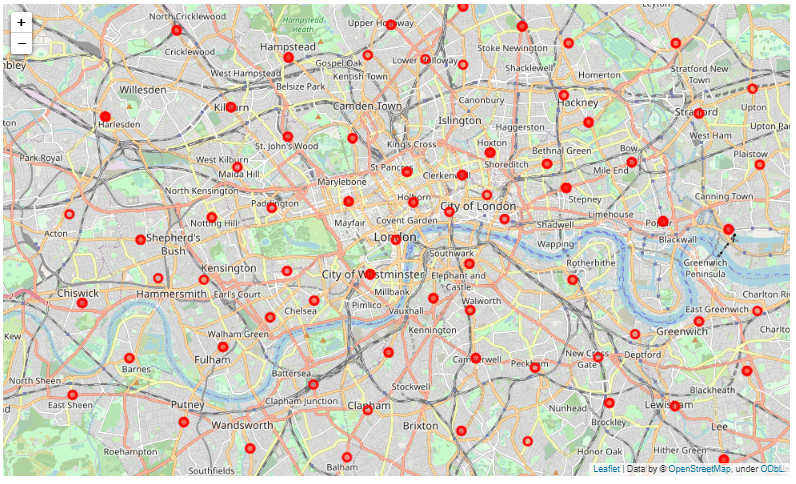 +
−
North Cricklewood
Hampstead
Heath
Upper Holloway
Leyton
Cricklewood
Hampstead
Gospel Oak
Lower Holloway
Stoke Newington
mbley
West Hampstead
Kentish Town
Shacklewell
Homerton
Stratford New
Town
Willesden
Belsize Park
Kilburn
Camden Town
Canonbury
Hackney
Stratford
Upton
Harlesden
Islington
Haggerston
West Ham
Upton Par
ton
St. John's Wood
King's Cross
Hoxton
Bow
Park Royal
West Kilburn
Maida Hill
St Pancras
Clerkenwell
Shoreditch
Bethnal Green
Mile End
Plaistow
Marylebone
North Kensington
Holborn
Stepney
Canning Town
Paddington
City of London
Limehouse
Acton
Notting Hill
Mayfair
Covent Garden
Shadwell
Poplar
Shepherd's
Bush
London
Wapping
Blackwall
Southwark
Kensington
City of Westminster
Elephant and
Castle
Rotherhithe
Greenwich
Peninsula
Chiswick
Hammersmith
Earl's Court
Millbank
Charlton Ri
Chelsea
Pimlico
Vauxhall
Walworth
East Greenwich
Kew
Walham Green
Kennington
Greenwich
Charlto
Fulham
Camberwell
Peckham
New Cross
Gate
Deptford
Barnes
North Sheen
Battersea
Stockwell
Blackheath
East Sheen
Putney
Clapham Junction
Clapham
Nunhead
Lewisham
Wandsworth
Brixton
Brockley
Lee
Roehampton
Honor Oak
Hither Green
Southfields
Balham
Leaflet | Data by © OpenStreetMap, under ODbL.